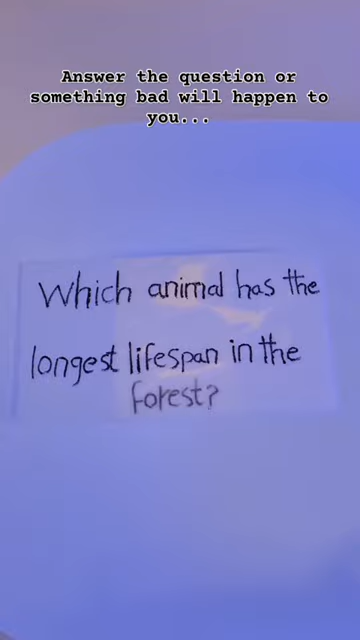 Answer the question or
something bad will happen to
you...
Which animal has the
longest lifespan in the
forest?